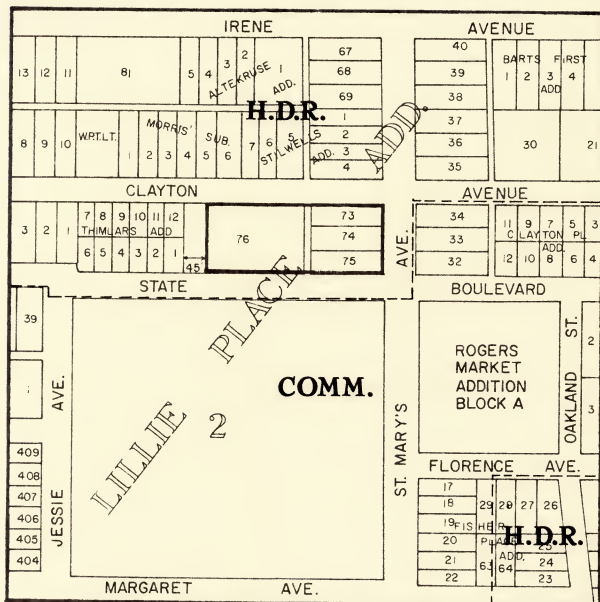 IRENE AVENUE
13 12 11 81 5 4 3 2 1
ALTEKRUSE ADD.
67
68
69
1
2
3
4
40
39
38
37
36
35
BARTS FIRST
1 2 3 4
ADD
30 21
H.D.R.
8 9 10 W.P.T.LT. 1 2 3 4 5 6 7 6 5
MORRIS' SUB.
STILWELLS ADD.
ADD.
CLAYTON AVENUE
3 2 1
7 8 9 10 11 12
THIMLARS ADD
6 5 4 3 2 1
45
76
73
74
75
AVE.
34
33
32
11 9 7 5 3
CLAYTON PL
ADD.
12 10 8 6 4
STATE BOULEVARD
39
JESSIE AVE.
409
408
407
406
405
404
LILLIE PLACE
2
COMM.
ST. MARY'S
ROGERS
MARKET
ADDITION
BLOCK A
OAKLAND ST.
2
3
FLORENCE AVE.
17
18
19
20
21
22
29 28 27 26
FISHER
PLACE
ADD.
H.D.R.
63 64
25
24
23
MARGARET AVE.